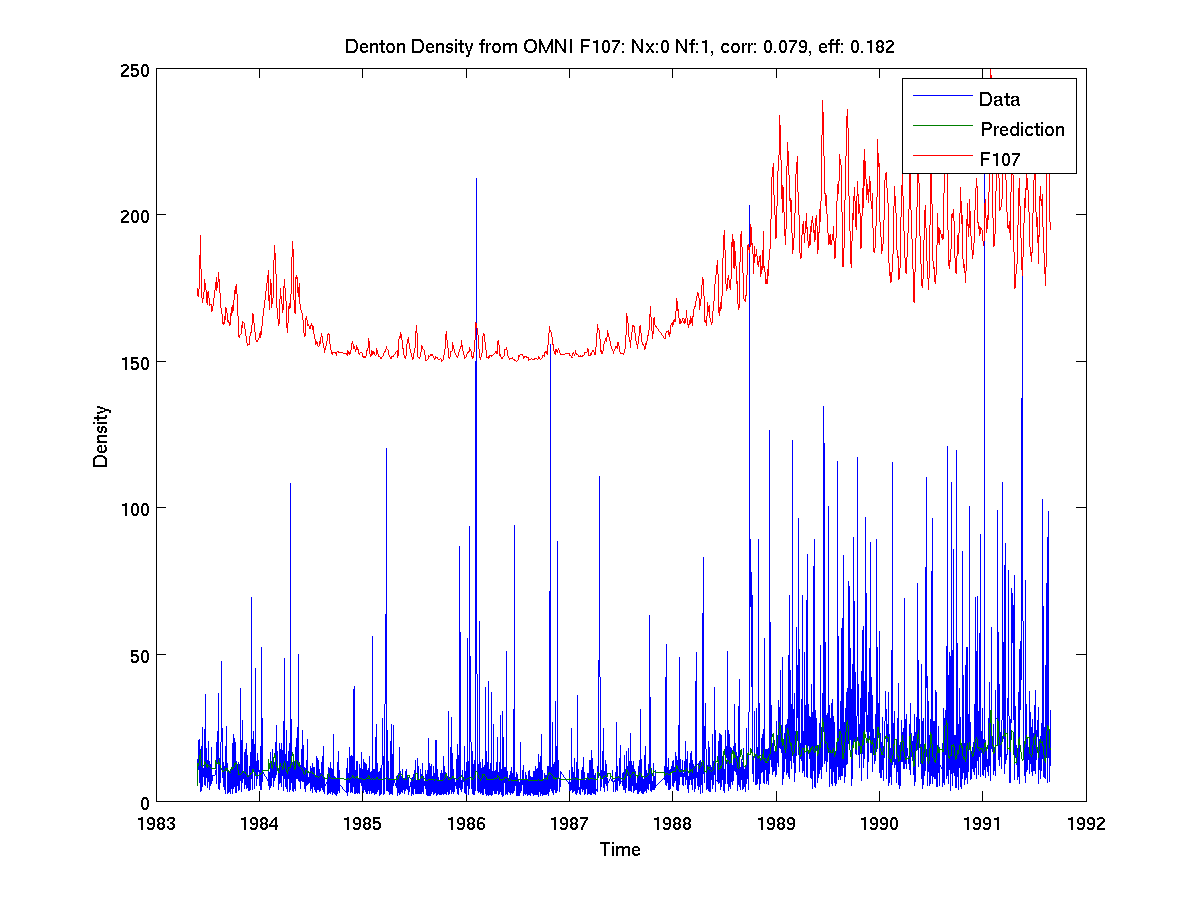 Denton Density from OMNI F107: Nx:0 Nf:1, corr: 0.079, eff: 0.182
250
200
150
100
50
0
Density
Data
Prediction
F107
1983 1984 1985 1986 1987 1988 1989 1990 1991 1992
Time